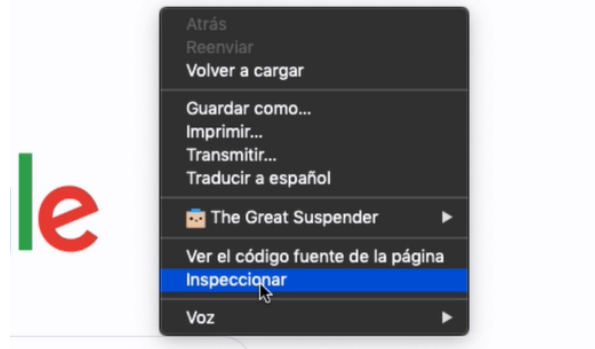 le
Atrás
Reenviar
Volver a cargar
Guardar como...
Imprimir...
Transmitir...
Traducir a español
The Great Suspender
Ver el código fuente de la página
Inspeccionar
Voz